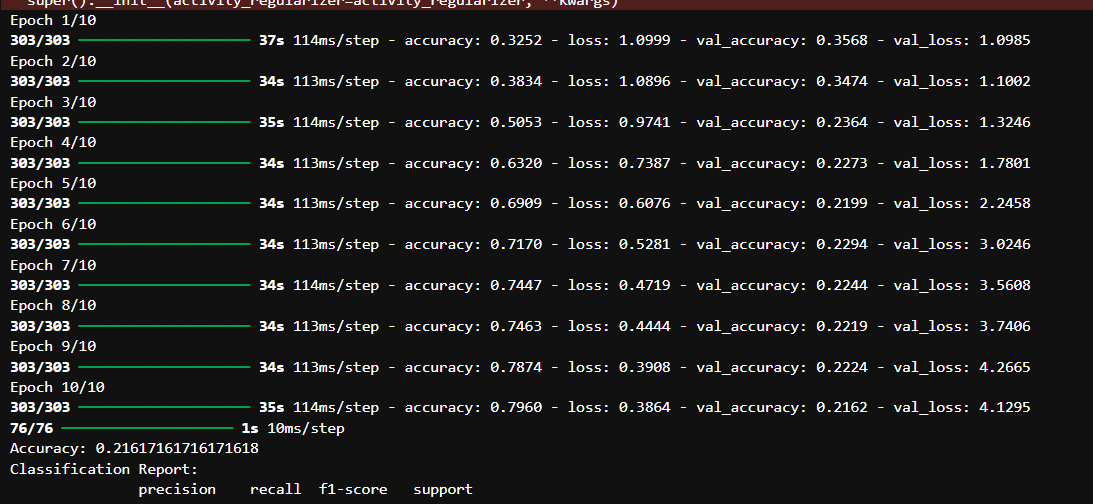 super().__init__(activity_regularizer=activity_regularizer, **kwargs)
Epoch 1/10
303/303 ━━━━━━━━━━━━━━━━━━━━ 37s 114ms/step - accuracy: 0.3252 - loss: 1.0999 - val_accuracy: 0.3568 - val_loss: 1.0985
Epoch 2/10
303/303 ━━━━━━━━━━━━━━━━━━━━ 34s 113ms/step - accuracy: 0.3834 - loss: 1.0896 - val_accuracy: 0.3474 - val_loss: 1.1002
Epoch 3/10
303/303 ━━━━━━━━━━━━━━━━━━━━ 35s 114ms/step - accuracy: 0.5053 - loss: 0.9741 - val_accuracy: 0.2364 - val_loss: 1.3246
Epoch 4/10
303/303 ━━━━━━━━━━━━━━━━━━━━ 34s 113ms/step - accuracy: 0.6320 - loss: 0.7387 - val_accuracy: 0.2273 - val_loss: 1.7801
Epoch 5/10
303/303 ━━━━━━━━━━━━━━━━━━━━ 34s 113ms/step - accuracy: 0.6909 - loss: 0.6076 - val_accuracy: 0.2199 - val_loss: 2.2458
Epoch 6/10
303/303 ━━━━━━━━━━━━━━━━━━━━ 34s 113ms/step - accuracy: 0.7170 - loss: 0.5281 - val_accuracy: 0.2294 - val_loss: 3.0246
Epoch 7/10
303/303 ━━━━━━━━━━━━━━━━━━━━ 34s 114ms/step - accuracy: 0.7447 - loss: 0.4719 - val_accuracy: 0.2244 - val_loss: 3.5608
Epoch 8/10
303/303 ━━━━━━━━━━━━━━━━━━━━ 34s 113ms/step - accuracy: 0.7463 - loss: 0.4444 - val_accuracy: 0.2219 - val_loss: 3.7406
Epoch 9/10
303/303 ━━━━━━━━━━━━━━━━━━━━ 34s 113ms/step - accuracy: 0.7874 - loss: 0.3908 - val_accuracy: 0.2224 - val_loss: 4.2665
Epoch 10/10
303/303 ━━━━━━━━━━━━━━━━━━━━ 35s 114ms/step - accuracy: 0.7960 - loss: 0.3864 - val_accuracy: 0.2162 - val_loss: 4.1295
76/76 ━━━━━━━━━━━━━━━━━━━━ 1s 10ms/step
Accuracy: 0.21617161716171618
Classification Report:
precision recall f1-score support